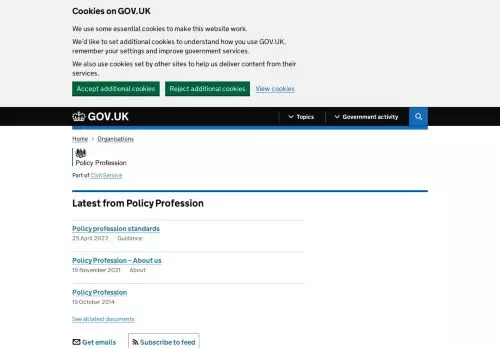 Cookies on GOV.UK
We use some essential cookies to make this website work.
We'd like to set additional cookies to understand how you use GOV.UK,
remember your settings and improve government services.
We also use cookies set by other sites to help us deliver content from their
services.
Accept additional cookies Reject additional cookies View cookies
GOV.UK Topics Government activity
Home Organisations
Policy Profession
Part of Civil Service
Latest from Policy Profession
Policy profession standards
25 April 2022 Guidance
Policy Profession – About us
10 November 2021 About
Policy Profession
15 October 2014
See all latest documents
Get emails Subscribe to feed